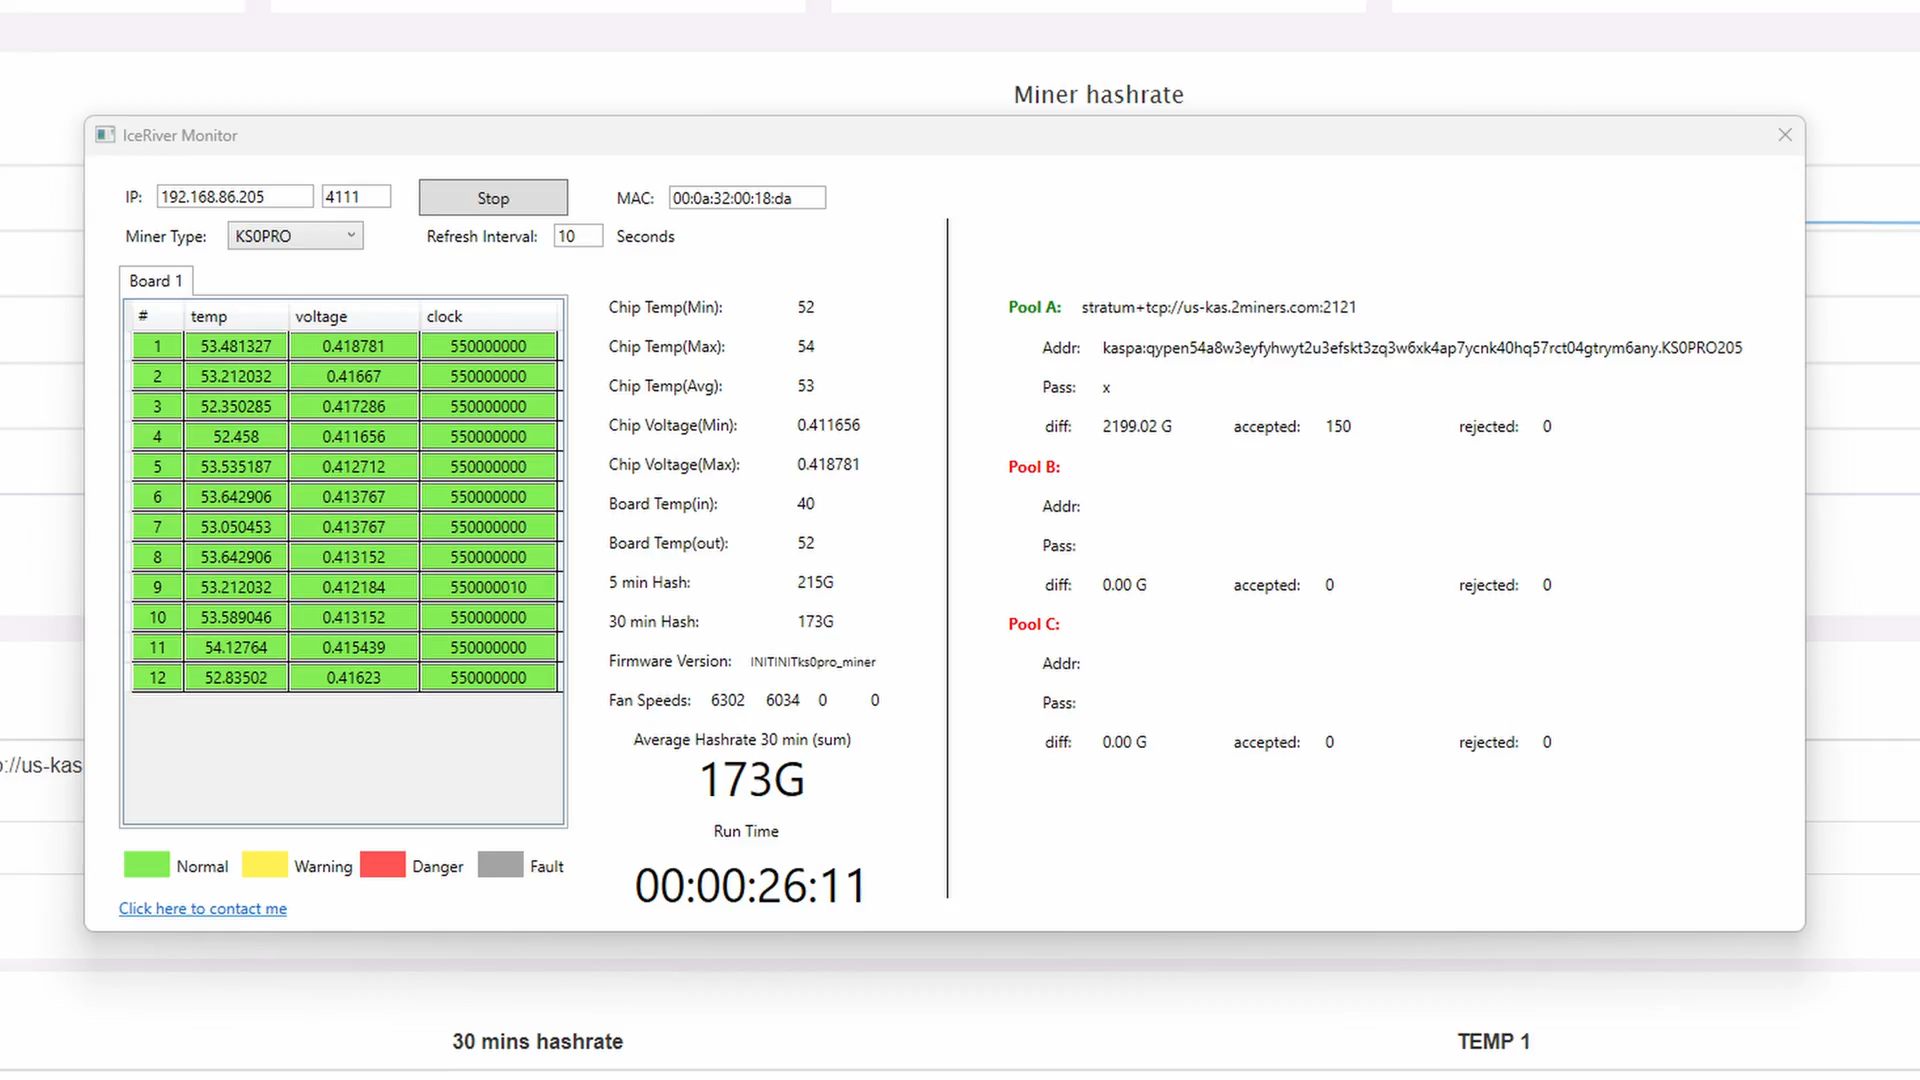 Miner hashrate
IceRiver Monitor
IP: 192.168.86.205 4111 Stop MAC: 00:0a:32:00:18:da
Miner Type: KS0PRO Refresh Interval: 10 Seconds
Board 1
# temp voltage clock
1 53.481327 0.418781 550000000
2 53.212032 0.41667 550000000
3 52.350285 0.417286 550000000
4 52.458 0.411656 550000000
5 53.535187 0.412712 550000000
6 53.642906 0.413767 550000000
7 53.050453 0.413767 550000000
8 53.642906 0.413152 550000000
9 53.212032 0.412184 550000010
10 53.589046 0.413152 550000000
11 54.12764 0.415439 550000000
12 52.83502 0.41623 550000000
Normal Warning Danger Fault
Click here to contact me
Chip Temp(Min): 52
Chip Temp(Max): 54
Chip Temp(Avg): 53
Chip Voltage(Min): 0.411656
Chip Voltage(Max): 0.418781
Board Temp(in): 40
Board Temp(out): 52
5 min Hash: 215G
30 min Hash: 173G
Firmware Version: INITINITks0pro_miner
Fan Speeds: 6302 6034 0 0
Average Hashrate 30 min (sum)
173G
Run Time
00:00:26:11
Pool A: stratum+tcp://us-kas.2miners.com:2121
Addr: kaspa:qypen54a8w3eyfyhwyt2u3efskt3zq3w6xk4ap7ycnk40hq57rct04gtrym6any.KS0PRO205
Pass: x
diff: 2199.02 G accepted: 150 rejected: 0
Pool B:
Addr:
Pass:
diff: 0.00 G accepted: 0 rejected: 0
Pool C:
Addr:
Pass:
diff: 0.00 G accepted: 0 rejected: 0
://us-kas
30 mins hashrate TEMP 1